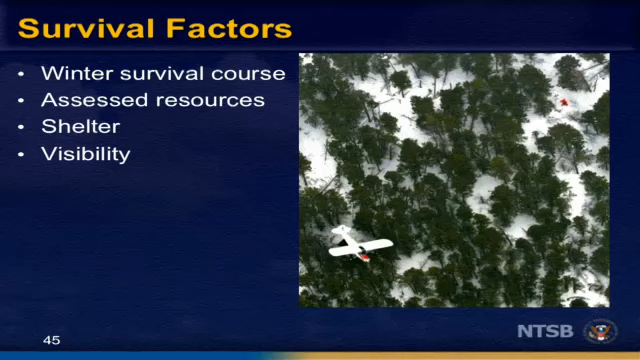 Survival Factors
• Winter survival course
• Assessed resources
• Shelter
• Visibility
45
NTSB